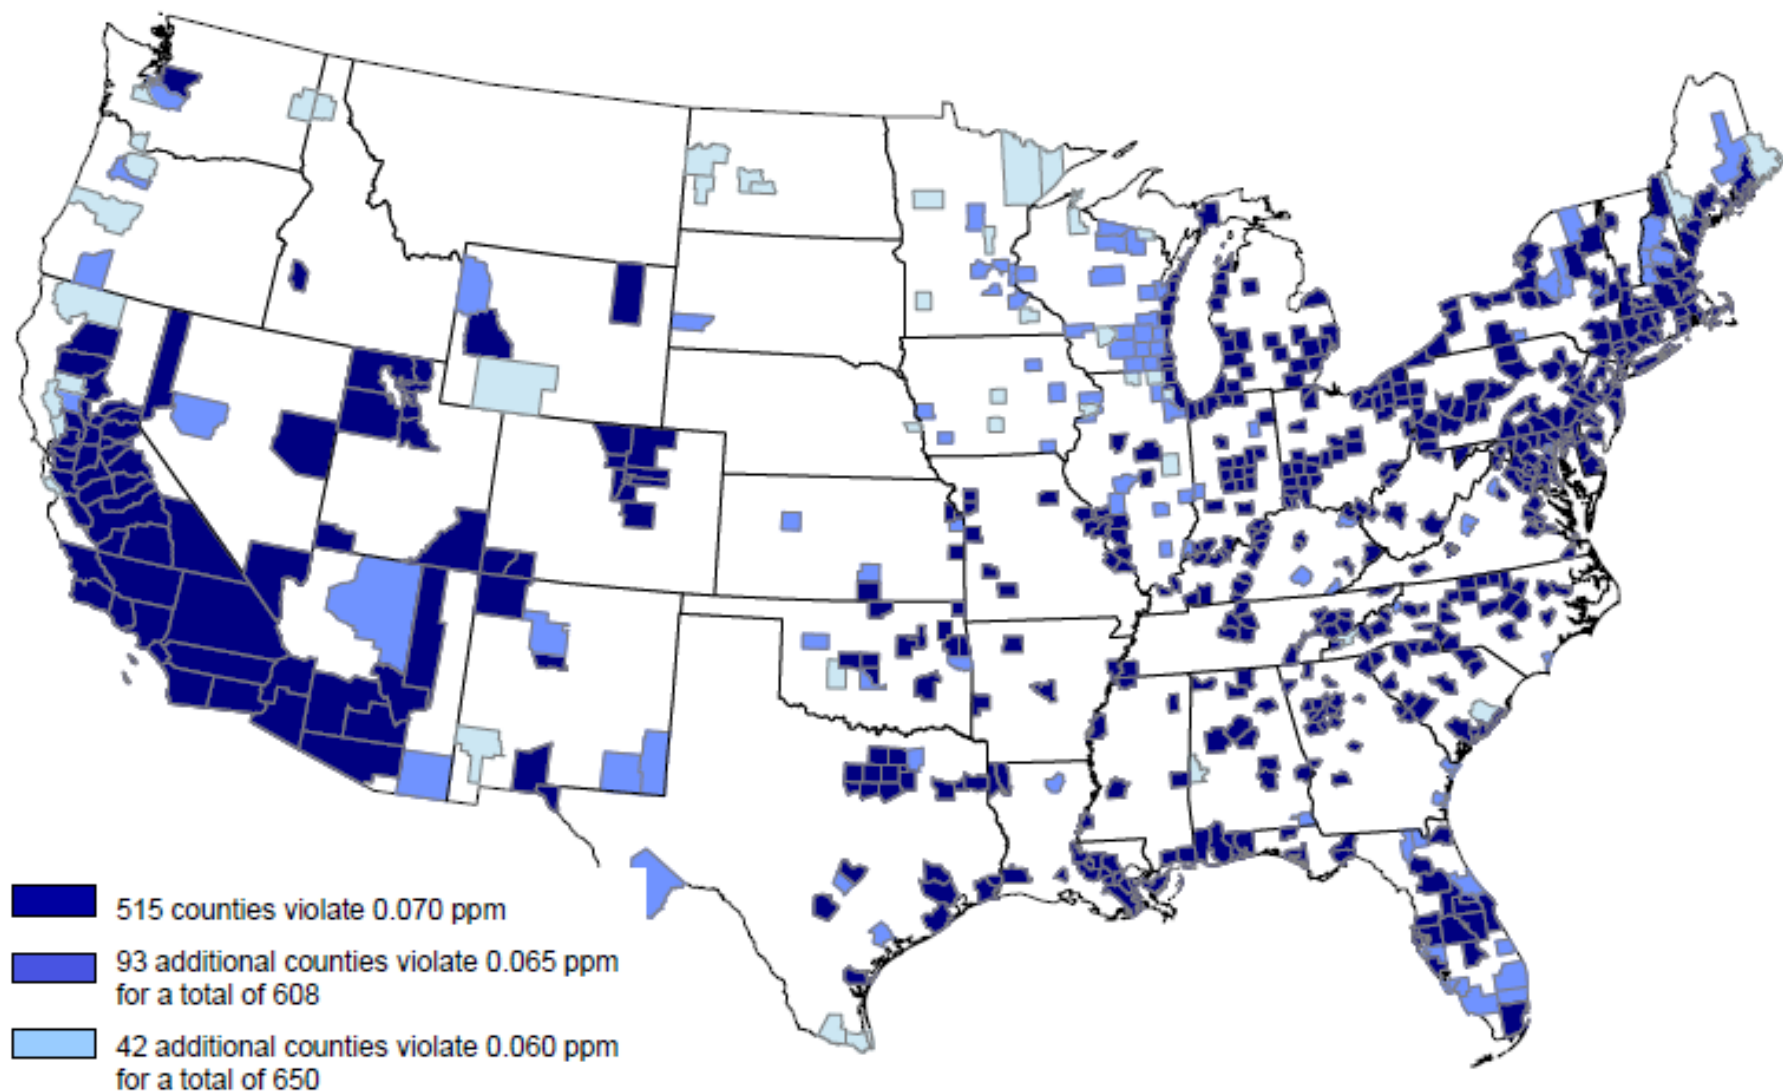 515 counties violate 0.070 ppm
93 additional counties violate 0.065 ppm
for a total of 608
42 additional counties violate 0.060 ppm
for a total of 650